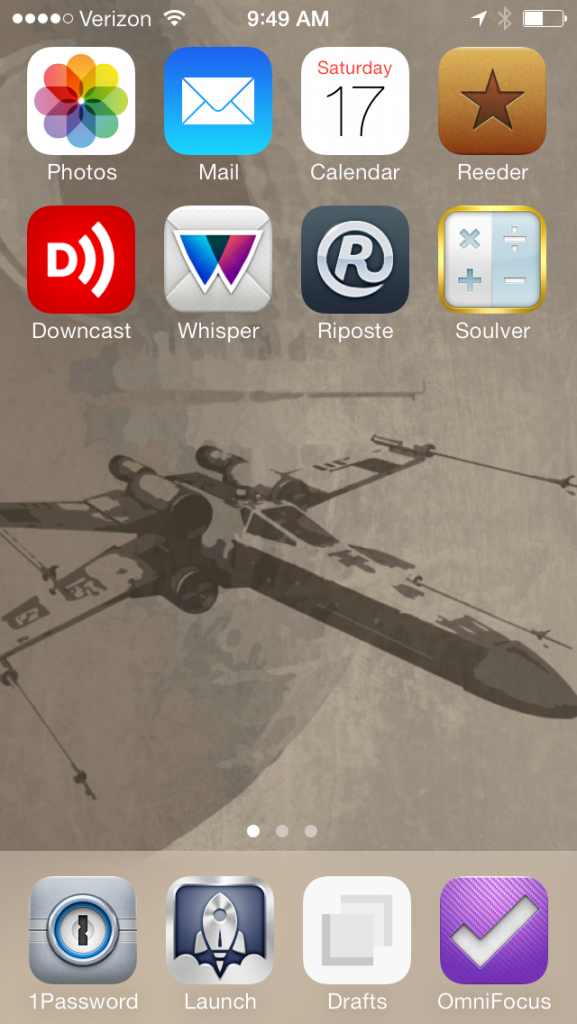 Verizon 9:49 AM
Saturday
17
Photos Mail Calendar Reeder
D W R
Downcast Whisper Riposte Soulver
1Password Launch Drafts OmniFocus